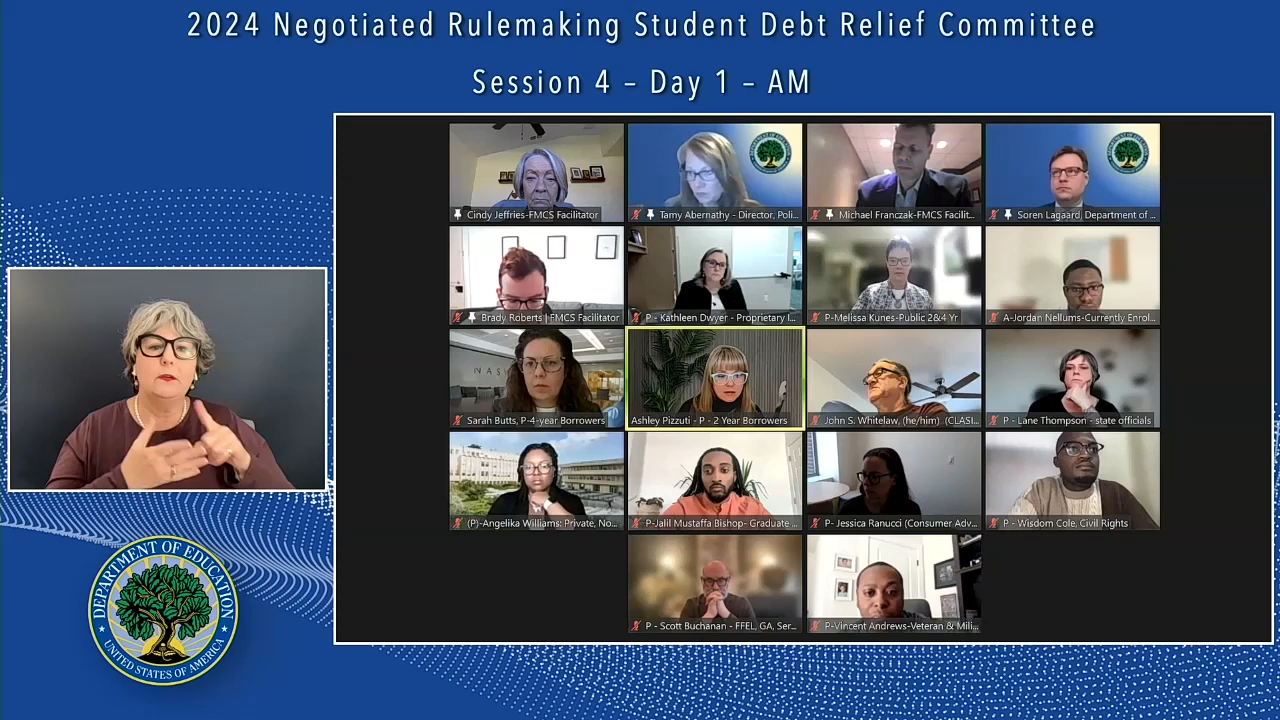 2024 Negotiated Rulemaking Student Debt Relief Committee
Session 4 – Day 1 – AM
Cindy Jeffries-FMCS Facilitator
Tamy Abernathy - Director, Poli...
Michael Franczak-FMCS Facilit...
Soren Lagaard, Department of ...
Brady Roberts | FMCS Facilitator
P - Kathleen Dwyer - Proprietary I...
P-Melissa Kunes-Public 2&4 Yr
A-Jordan Nellums-Currently Enrol...
NAS
Sarah Butts, P-4-year Borrowers
Ashley Pizzuti - P - 2 Year Borrowers
John S. Whitelaw, (he/him) (CLASI...
P - Lane Thompson - state officials
(P)-Angelika Williams: Private, No...
P-Jalil Mustaffa Bishop- Graduate ...
P- Jessica Ranucci (Consumer Adv...
P - Wisdom Cole, Civil Rights
P - Scott Buchanan - FFEL, GA, Ser...
P-Vincent Andrews-Veteran & Mili...
DEPARTMENT OF EDUCATION
UNITED STATES OF AMERICA